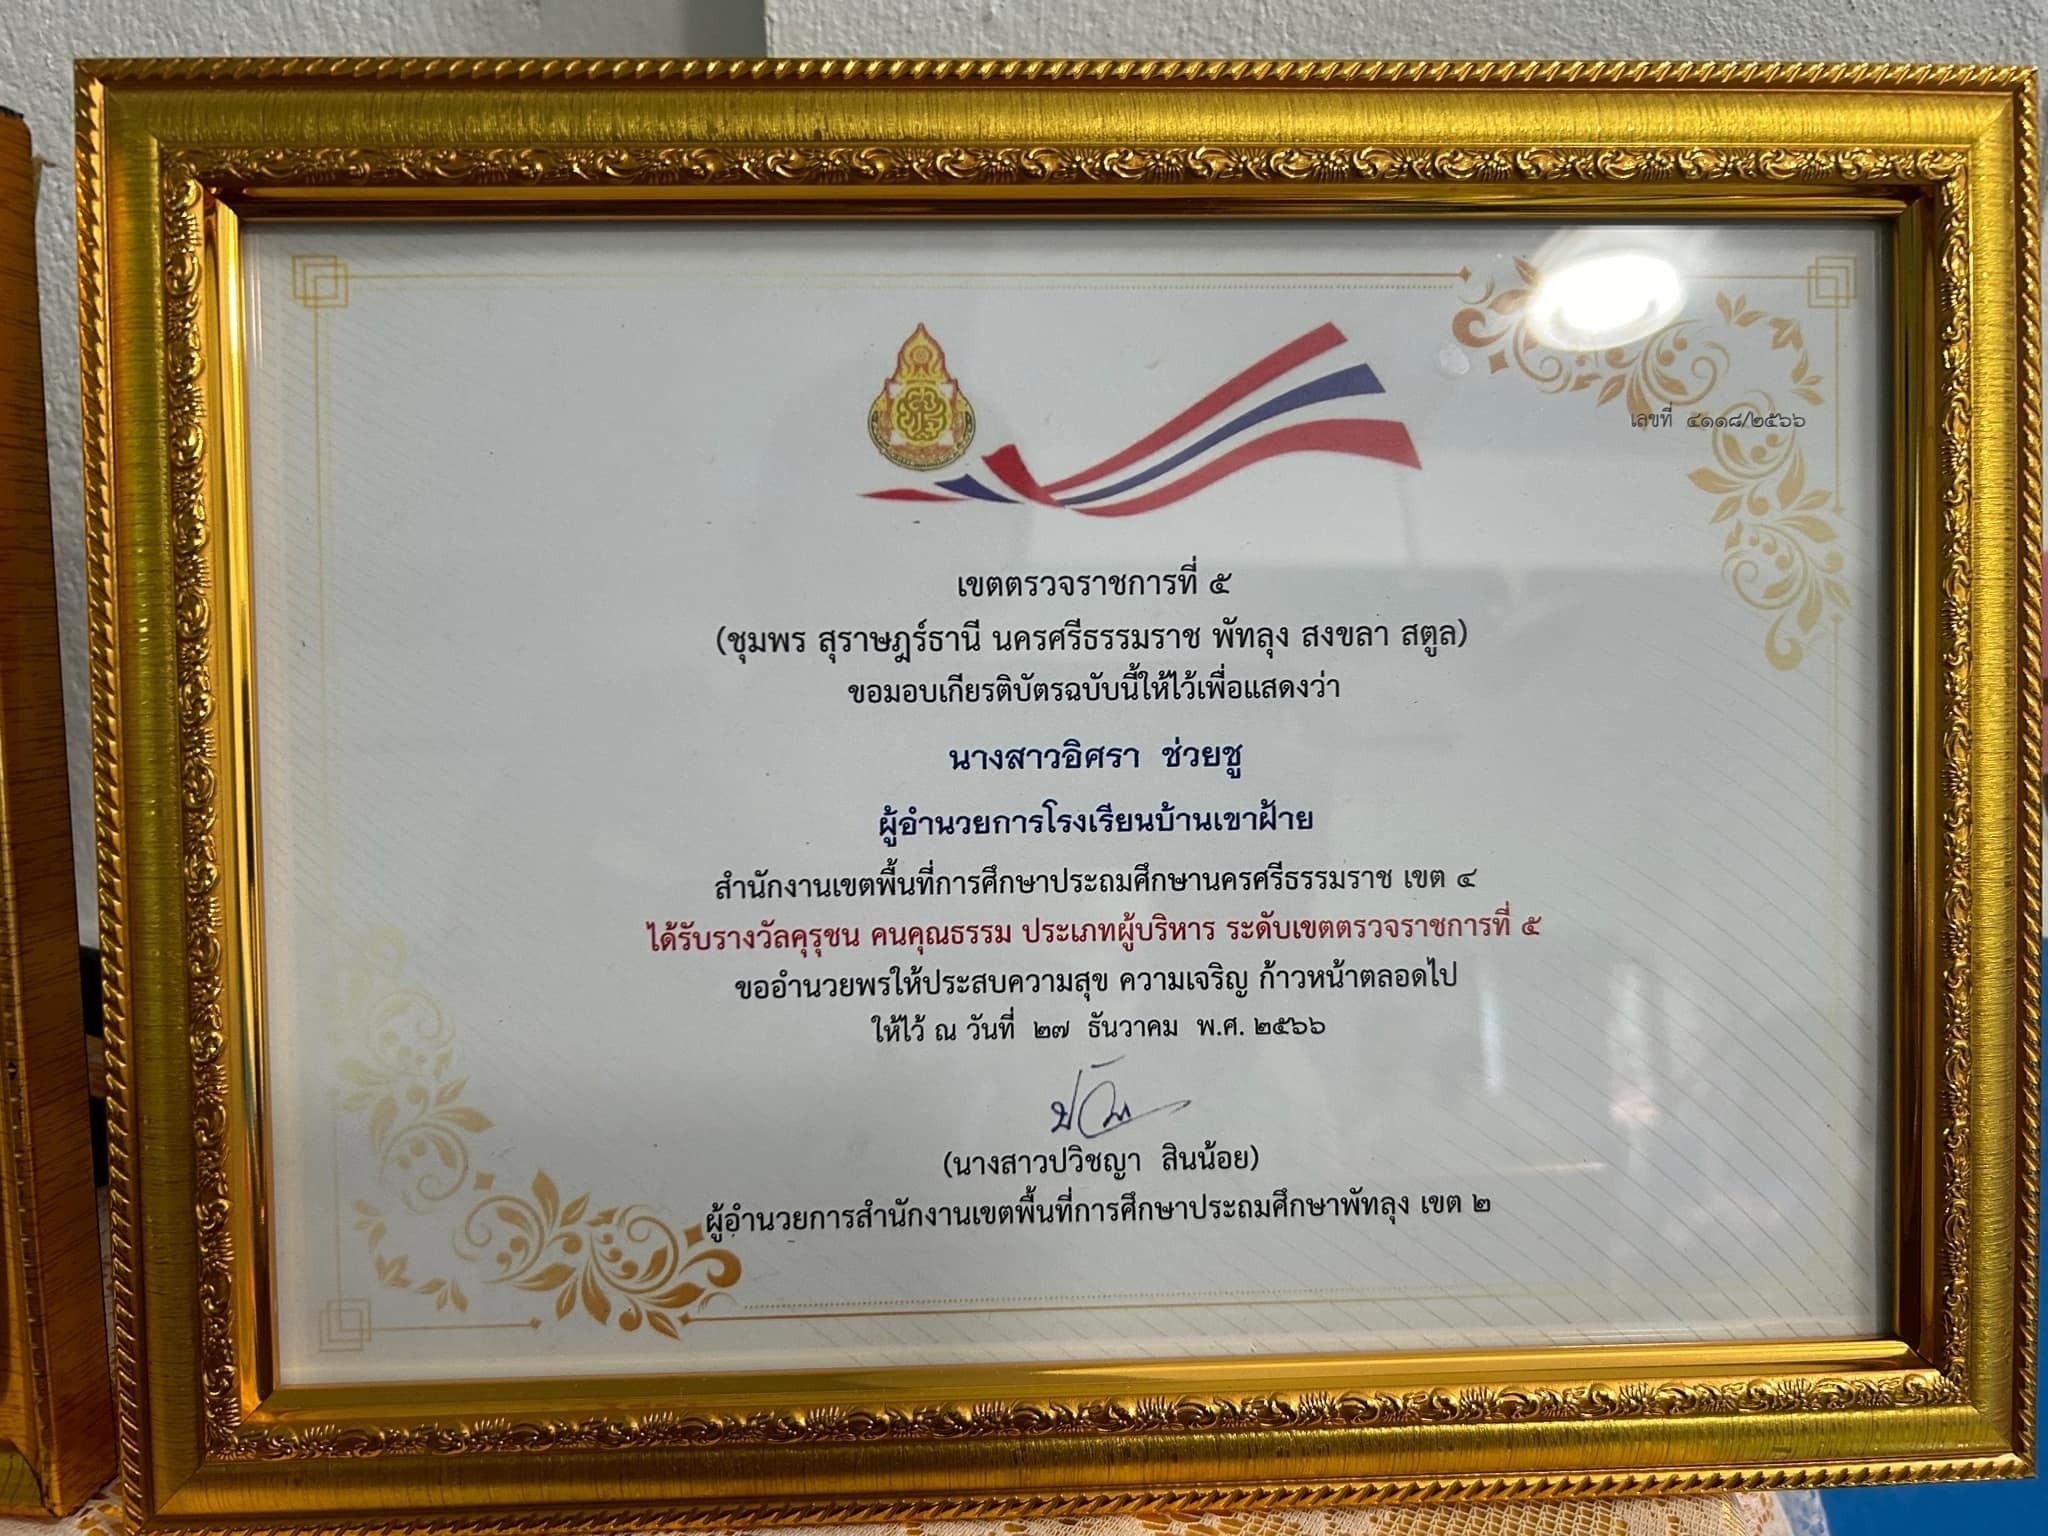 เลขที่ ๔๑๑๘/๒๕๖๖
เขตตรวจราชการที่ ๕
(ชุมพร สุราษฎร์ธานี นครศรีธรรมราช พัทลุง สงขลา สตูล)
ขอมอบเกียรติบัตรฉบับนี้ให้ไว้เพื่อแสดงว่า
นางสาวอิศรา ช่วยชู
ผู้อำนวยการโรงเรียนบ้านเขาฝ้าย
สำนักงานเขตพื้นที่การศึกษาประถมศึกษานครศรีธรรมราช เขต ๔
ได้รับรางวัลคุรุชน คนคุณธรรม ประเภทผู้บริหาร ระดับเขตตรวจราชการที่ ๕
ขออำนวยพรให้ประสบความสุข ความเจริญ ก้าวหน้าตลอดไป
ให้ไว้ ณ วันที่ ๒๗ ธันวาคม พ.ศ. ๒๕๖๖
(นางสาวปวิชญา สินน้อย)
ผู้อำนวยการสำนักงานเขตพื้นที่การศึกษาประถมศึกษาพัทลุง เขต ๒